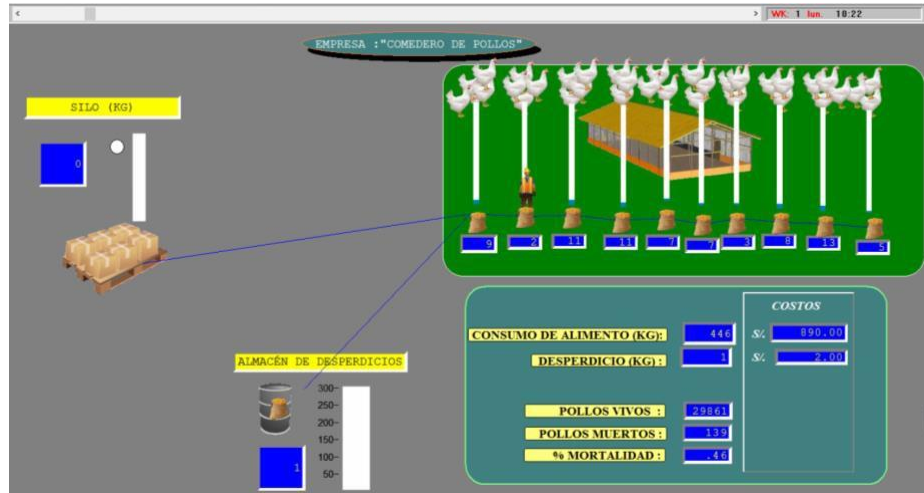 WK: 1 lun. 10:22
EMPRESA :"COMEDERO DE POLLOS"
SILO (KG)
0
9 2 11 11 7 7 3 8 13 5
COSTOS
CONSUMO DE ALIMENTO (KG): 446 S/. 890.00
DESPERDICIO (KG) : 1 S/. 2.00
ALMACÉN DE DESPERDICIOS
300-
250-
200-
150-
100-
50-
1
POLLOS VIVOS : 29861
POLLOS MUERTOS : 139
% MORTALIDAD : .46